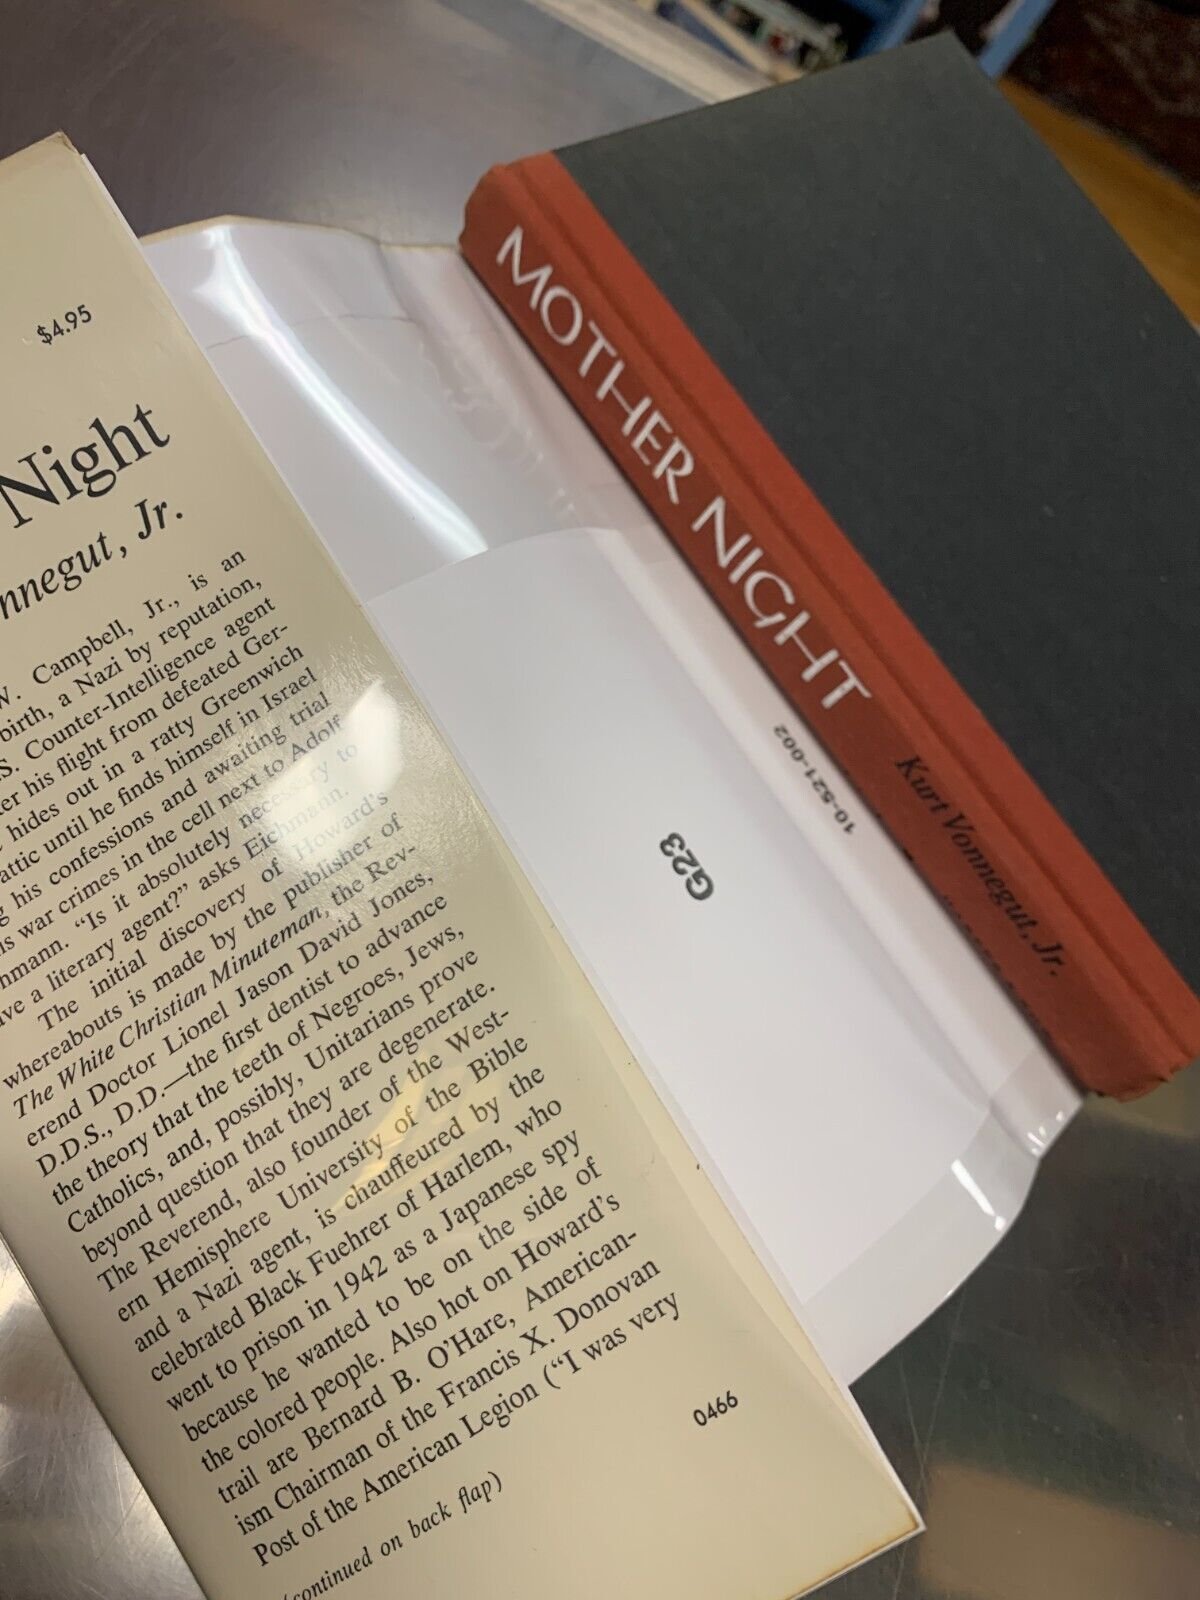 $4.95
Night
nnegut, Jr.
W. Campbell, Jr., is an
birth, a Nazi by reputation,
S. Counter-Intelligence agent
ter his flight from defeated Ger-
hides out in a ratty Greenwich
attic until he finds himself in Israel
g his confessions and awaiting trial
is war crimes in the cell next to Adolf
hmann. “Is it absolutely necessary to
ave a literary agent?” asks Eichmann.
The initial discovery of Howard's
whereabouts is made by the publisher of
The White Christian Minuteman, the Rev-
erend Doctor Lionel Jason David Jones,
D.D.S., D.D.—the first dentist to advance
the theory that the teeth of Negroes, Jews,
Catholics, and, possibly, Unitarians prove
beyond question that they are degenerate.
The Reverend, also founder of the West-
ern Hemisphere University of the Bible
and a Nazi agent, is chauffeured by the
celebrated Black Fuehrer of Harlem, who
went to prison in 1942 as a Japanese spy
because he wanted to be on the side of
the colored people. Also hot on Howard's
trail are Bernard B. O'Hare, American-
ism Chairman of the Francis X. Donovan
Post of the American Legion (“I was very
(continued on back flap)
0466
MOTHER NIGHT
Kurt Vonnegut, Jr.
10-521-002
G23